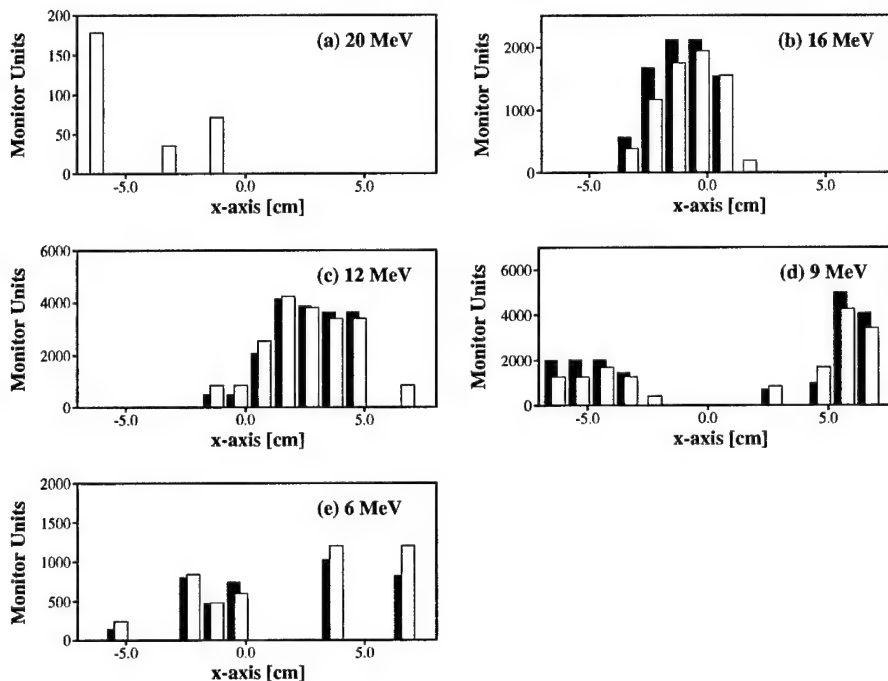 200
150
100
50
0
Monitor Units
(a) 20 MeV
-5.0 0.0 5.0
x-axis [cm]
2000
1000
0
Monitor Units
(b) 16 MeV
-5.0 0.0 5.0
x-axis [cm]
6000
4000
2000
0
Monitor Units
(c) 12 MeV
-5.0 0.0 5.0
x-axis [cm]
6000
4000
2000
0
Monitor Units
(d) 9 MeV
-5.0 0.0 5.0
x-axis [cm]
2000
1500
1000
500
0
Monitor Units
(e) 6 MeV
-5.0 0.0 5.0
x-axis [cm]